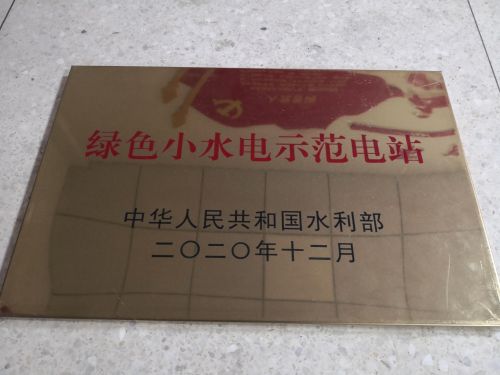 绿色小水电示范电站
中华人民共和国水利部
二〇二〇年十二月